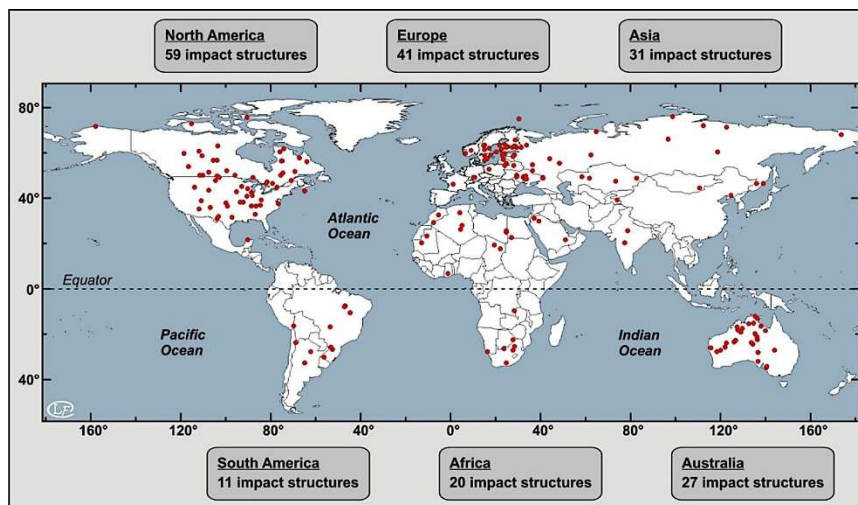 North America
59 impact structures
Europe
41 impact structures
Asia
31 impact structures
80°
40°
0°
40°
Atlantic
Ocean
Equator
Pacific
Ocean
Indian
Ocean
160°
120°
80°
40°
0°
40°
80°
120°
160°
South America
11 impact structures
Africa
20 impact structures
Australia
27 impact structures